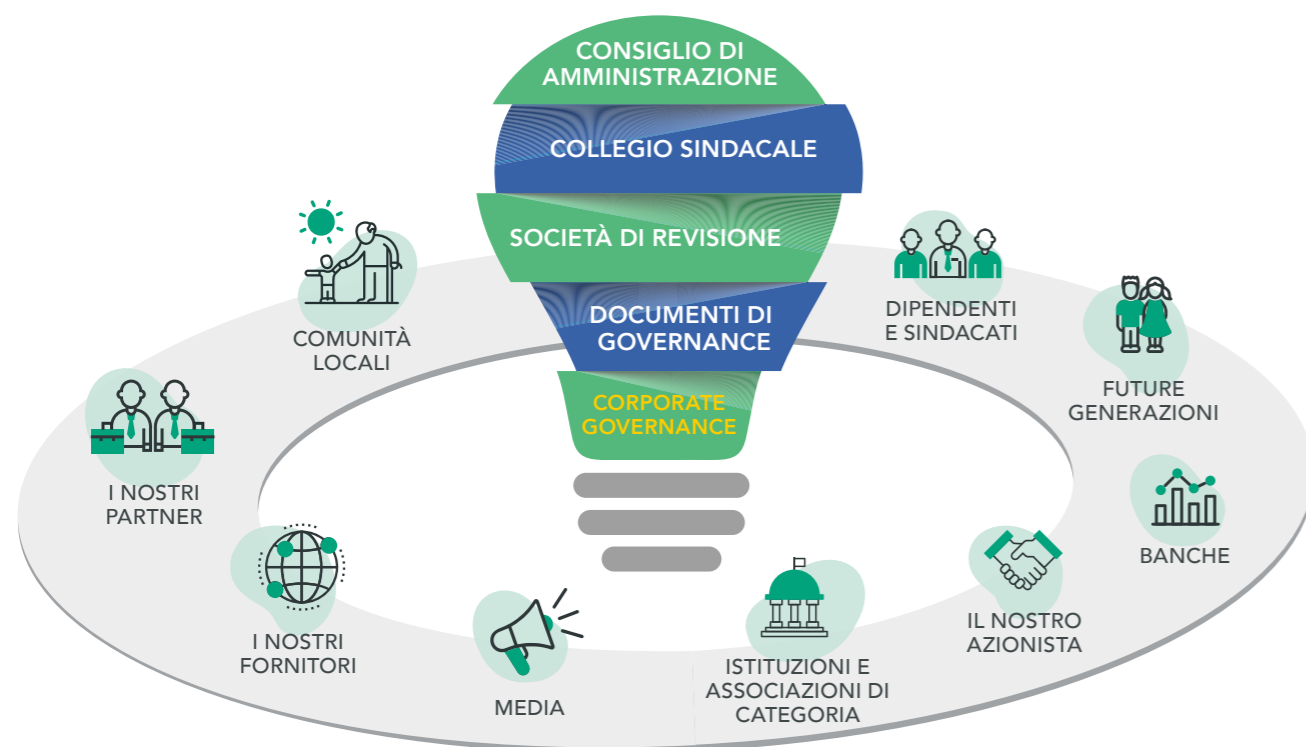 CONSIGLIO DI
AMMINISTRAZIONE
COLLEGIO SINDACALE
SOCIETÀ DI REVISIONE
DOCUMENTI DI
GOVERNANCE
CORPORATE
GOVERNANCE
COMUNITÀ
LOCALI
DIPENDENTI
E SINDACATI
FUTURE
GENERAZIONI
I NOSTRI
PARTNER
BANCHE
I NOSTRI
FORNITORI
IL NOSTRO
AZIONISTA
MEDIA
ISTITUZIONI E
ASSOCIAZIONI DI
CATEGORIA